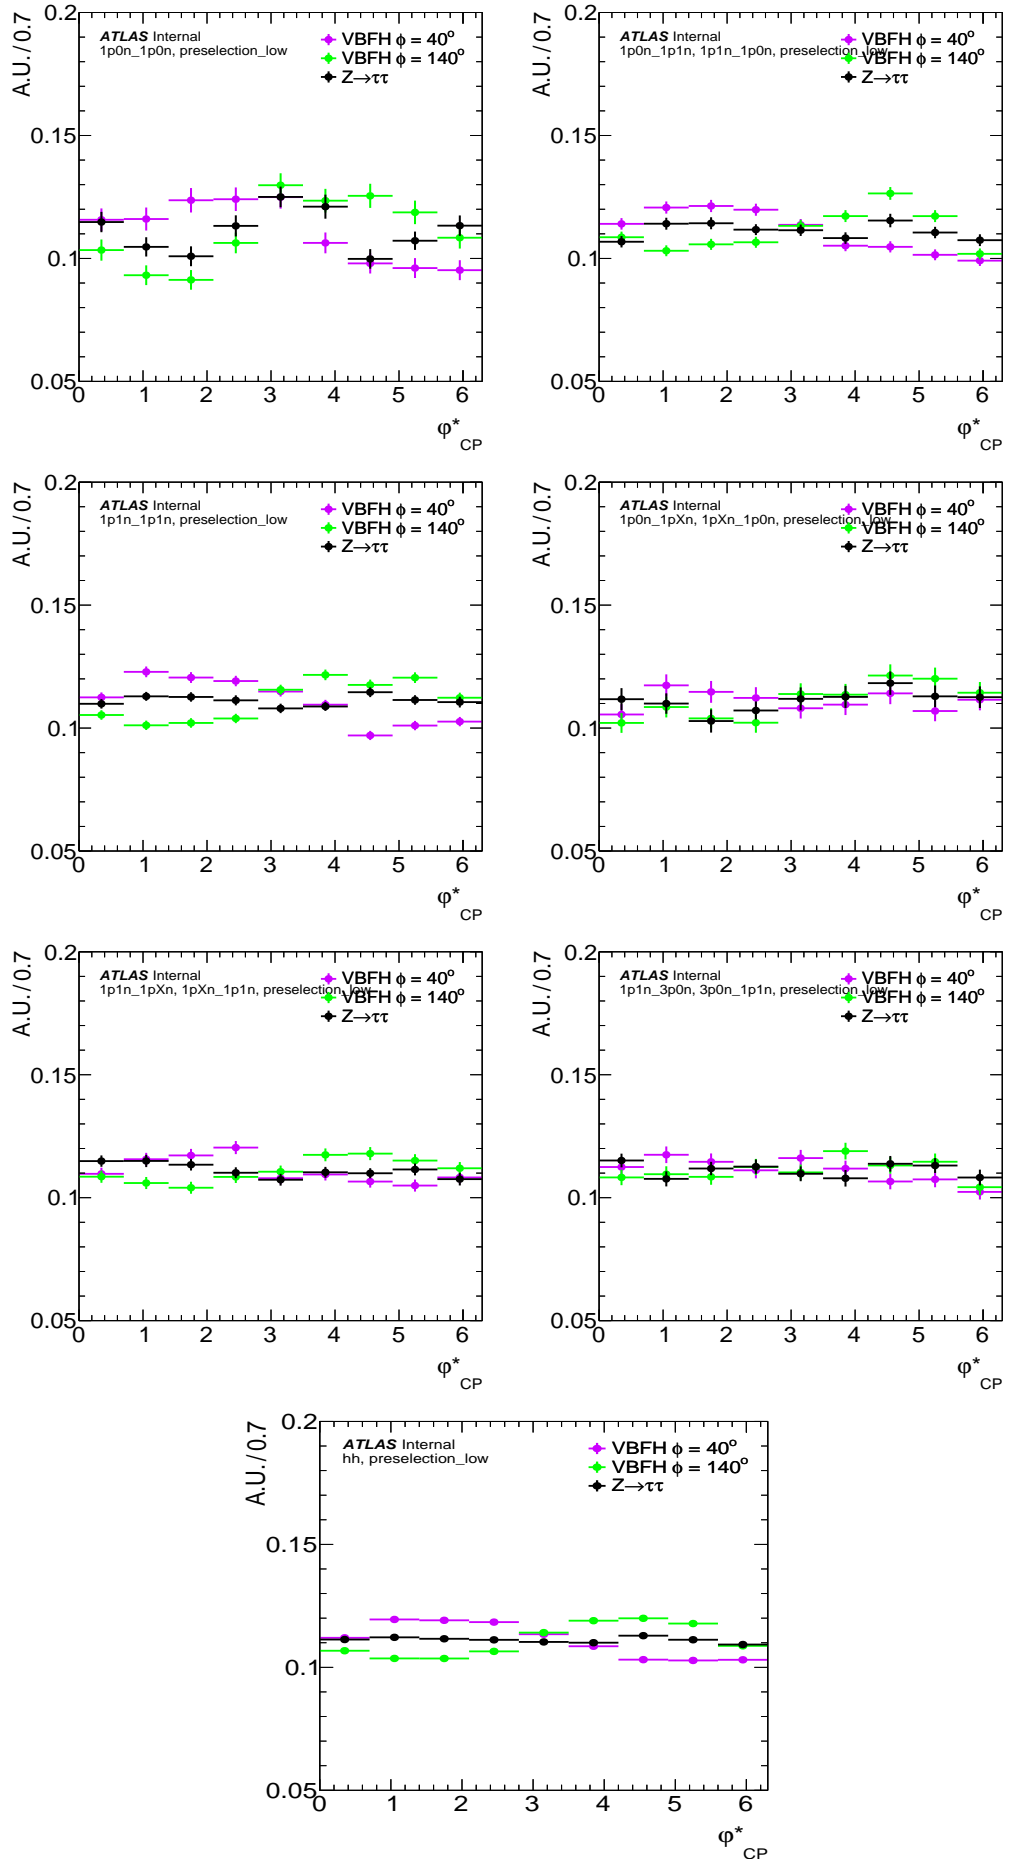 A.U. / 0.7
0.2
ATLAS Internal
1p0n_1p0n, preselection_low
VBFH ϕ = 40°
VBFH ϕ = 140°
Z→ττ
0.15
0.1
0.05
0 1 2 3 4 5 6
φ*CP
A.U. / 0.7
0.2
ATLAS Internal
1p0n_1p1n, 1p1n_1p0n, preselection_low
VBFH ϕ = 40°
VBFH ϕ = 140°
Z→ττ
0.15
0.1
0.05
0 1 2 3 4 5 6
φ*CP
A.U. / 0.7
0.2
ATLAS Internal
1p1n_1p1n, preselection_low
VBFH ϕ = 40°
VBFH ϕ = 140°
Z→ττ
0.15
0.1
0.05
0 1 2 3 4 5 6
φ*CP
A.U. / 0.7
0.2
ATLAS Internal
1p0n_1pXn, 1pXn_1p0n, preselection_low
VBFH ϕ = 40°
VBFH ϕ = 140°
Z→ττ
0.15
0.1
0.05
0 1 2 3 4 5 6
φ*CP
A.U. / 0.7
0.2
ATLAS Internal
1p1n_1pXn, 1pXn_1p1n, preselection_low
VBFH ϕ = 40°
VBFH ϕ = 140°
Z→ττ
0.15
0.1
0.05
0 1 2 3 4 5 6
φ*CP
A.U. / 0.7
0.2
ATLAS Internal
1p1n_3p0n, 3p0n_1p1n, preselection_low
VBFH ϕ = 40°
VBFH ϕ = 140°
Z→ττ
0.15
0.1
0.05
0 1 2 3 4 5 6
φ*CP
A.U. / 0.7
0.2
ATLAS Internal
hh, preselection_low
VBFH ϕ = 40°
VBFH ϕ = 140°
Z→ττ
0.15
0.1
0.05
0 1 2 3 4 5 6
φ*CP